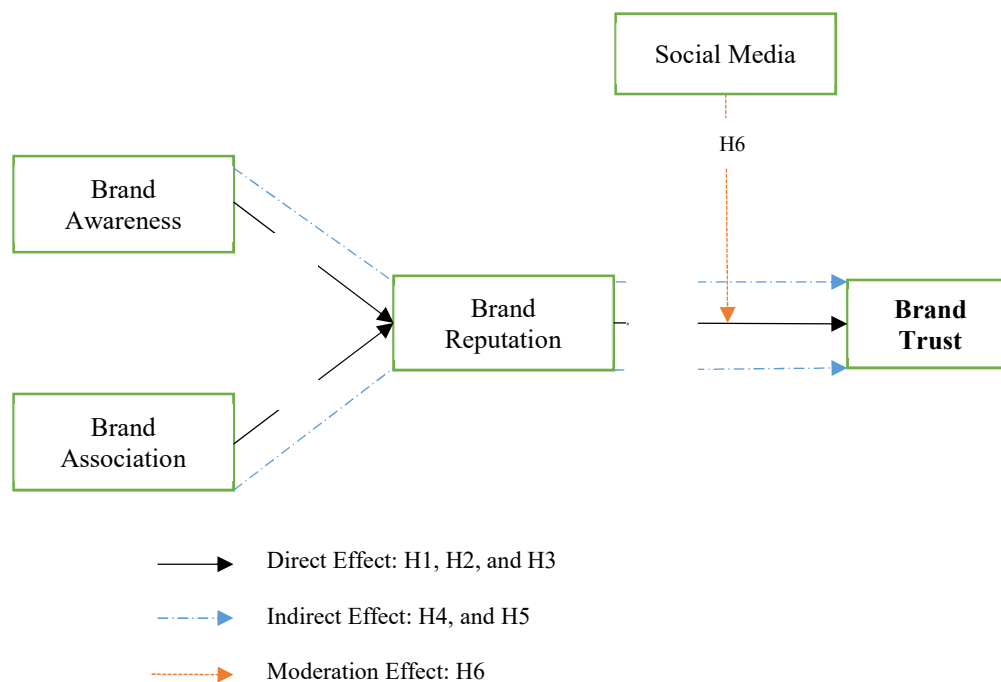 Social Media
H6
Brand
Awareness
Brand
Reputation
Brand
Trust
Brand
Association
Direct Effect: H1, H2, and H3
Indirect Effect: H4, and H5
Moderation Effect: H6